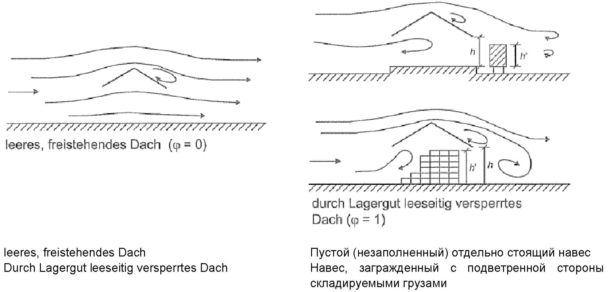 h
h'
leeres, freistehendes Dach (φ = 0)
h'
h
durch Lagergut leeseitig versperrtes
Dach (φ = 1)
leeres, freistehendes Dach
Durch Lagergut leeseitig versperrtes Dach
Пустой (незаполненный) отдельно стоящий навес
Навес, загражденный с подветренной стороны
складируемыми грузами